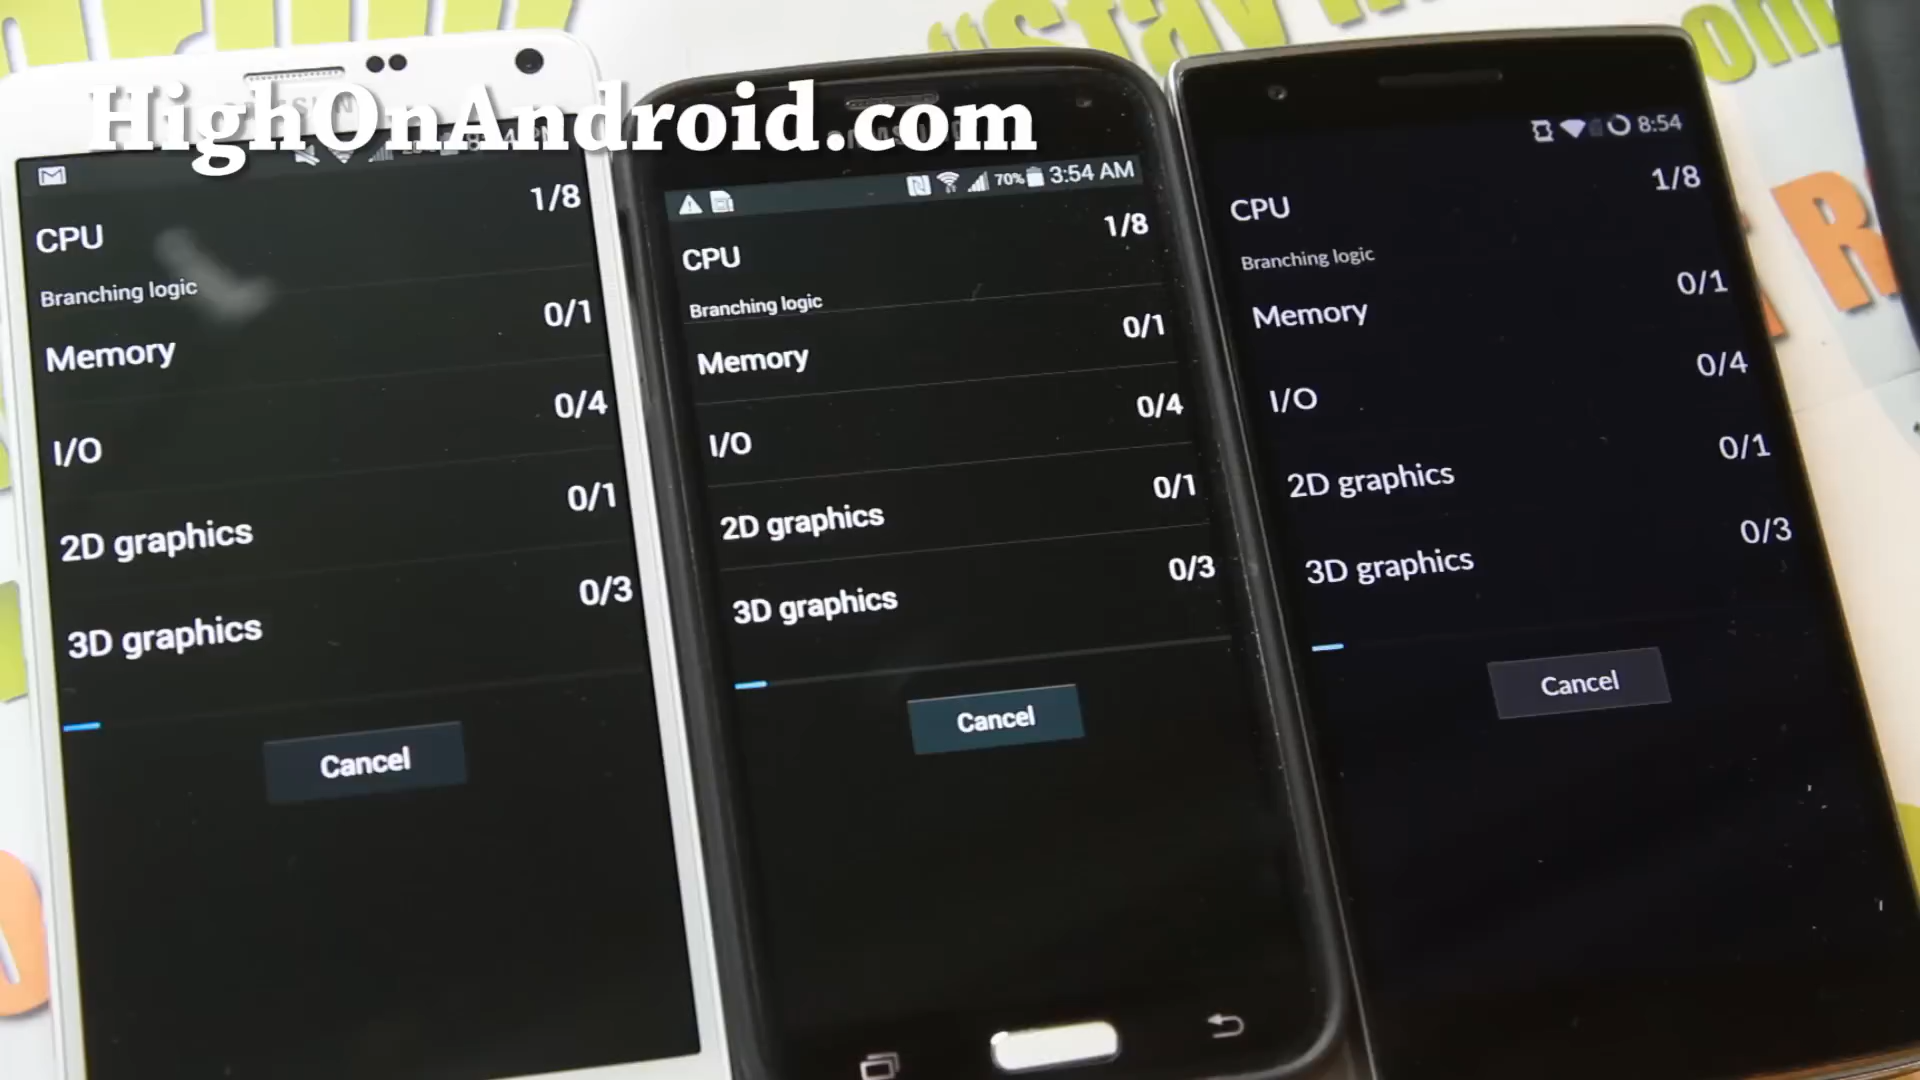 "Stay
HighOnAndroid.com
1/8
CPU
Branching logic
0/1
Memory
0/4
I/O
0/1
2D graphics
0/3
3D graphics
Cancel
70% 3:54 AM
1/8
CPU
Branching logic
0/1
Memory
0/4
I/O
0/1
2D graphics
0/3
3D graphics
Cancel
8:54
1/8
CPU
Branching logic
0/1
Memory
0/4
I/O
0/1
2D graphics
0/3
3D graphics
Cancel